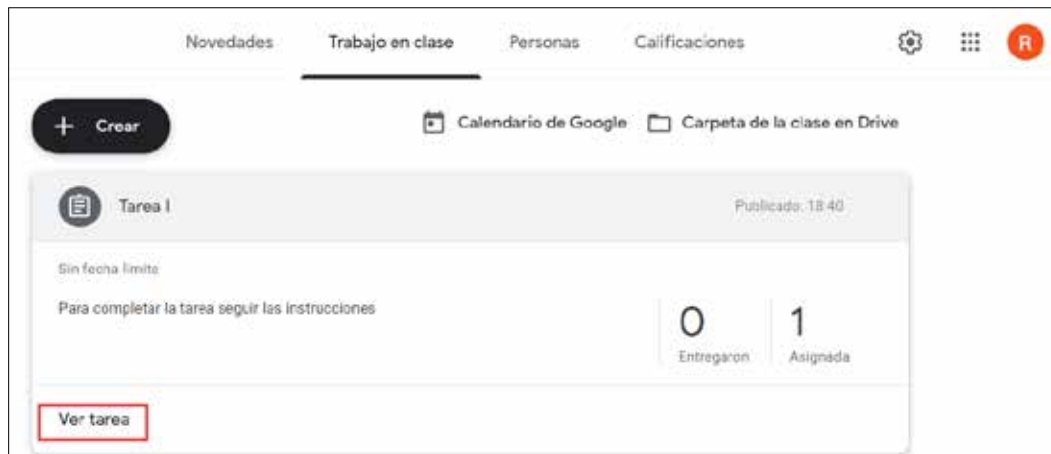 Novedades Trabajo en clase Personas Calificaciones R
+ Crear Calendario de Google Carpeta de la clase en Drive
Tarea I Publicado: 18:40
Sin fecha límite
Para completar la tarea seguir las instrucciones
0 1
Entregaron Asignada
Ver tarea